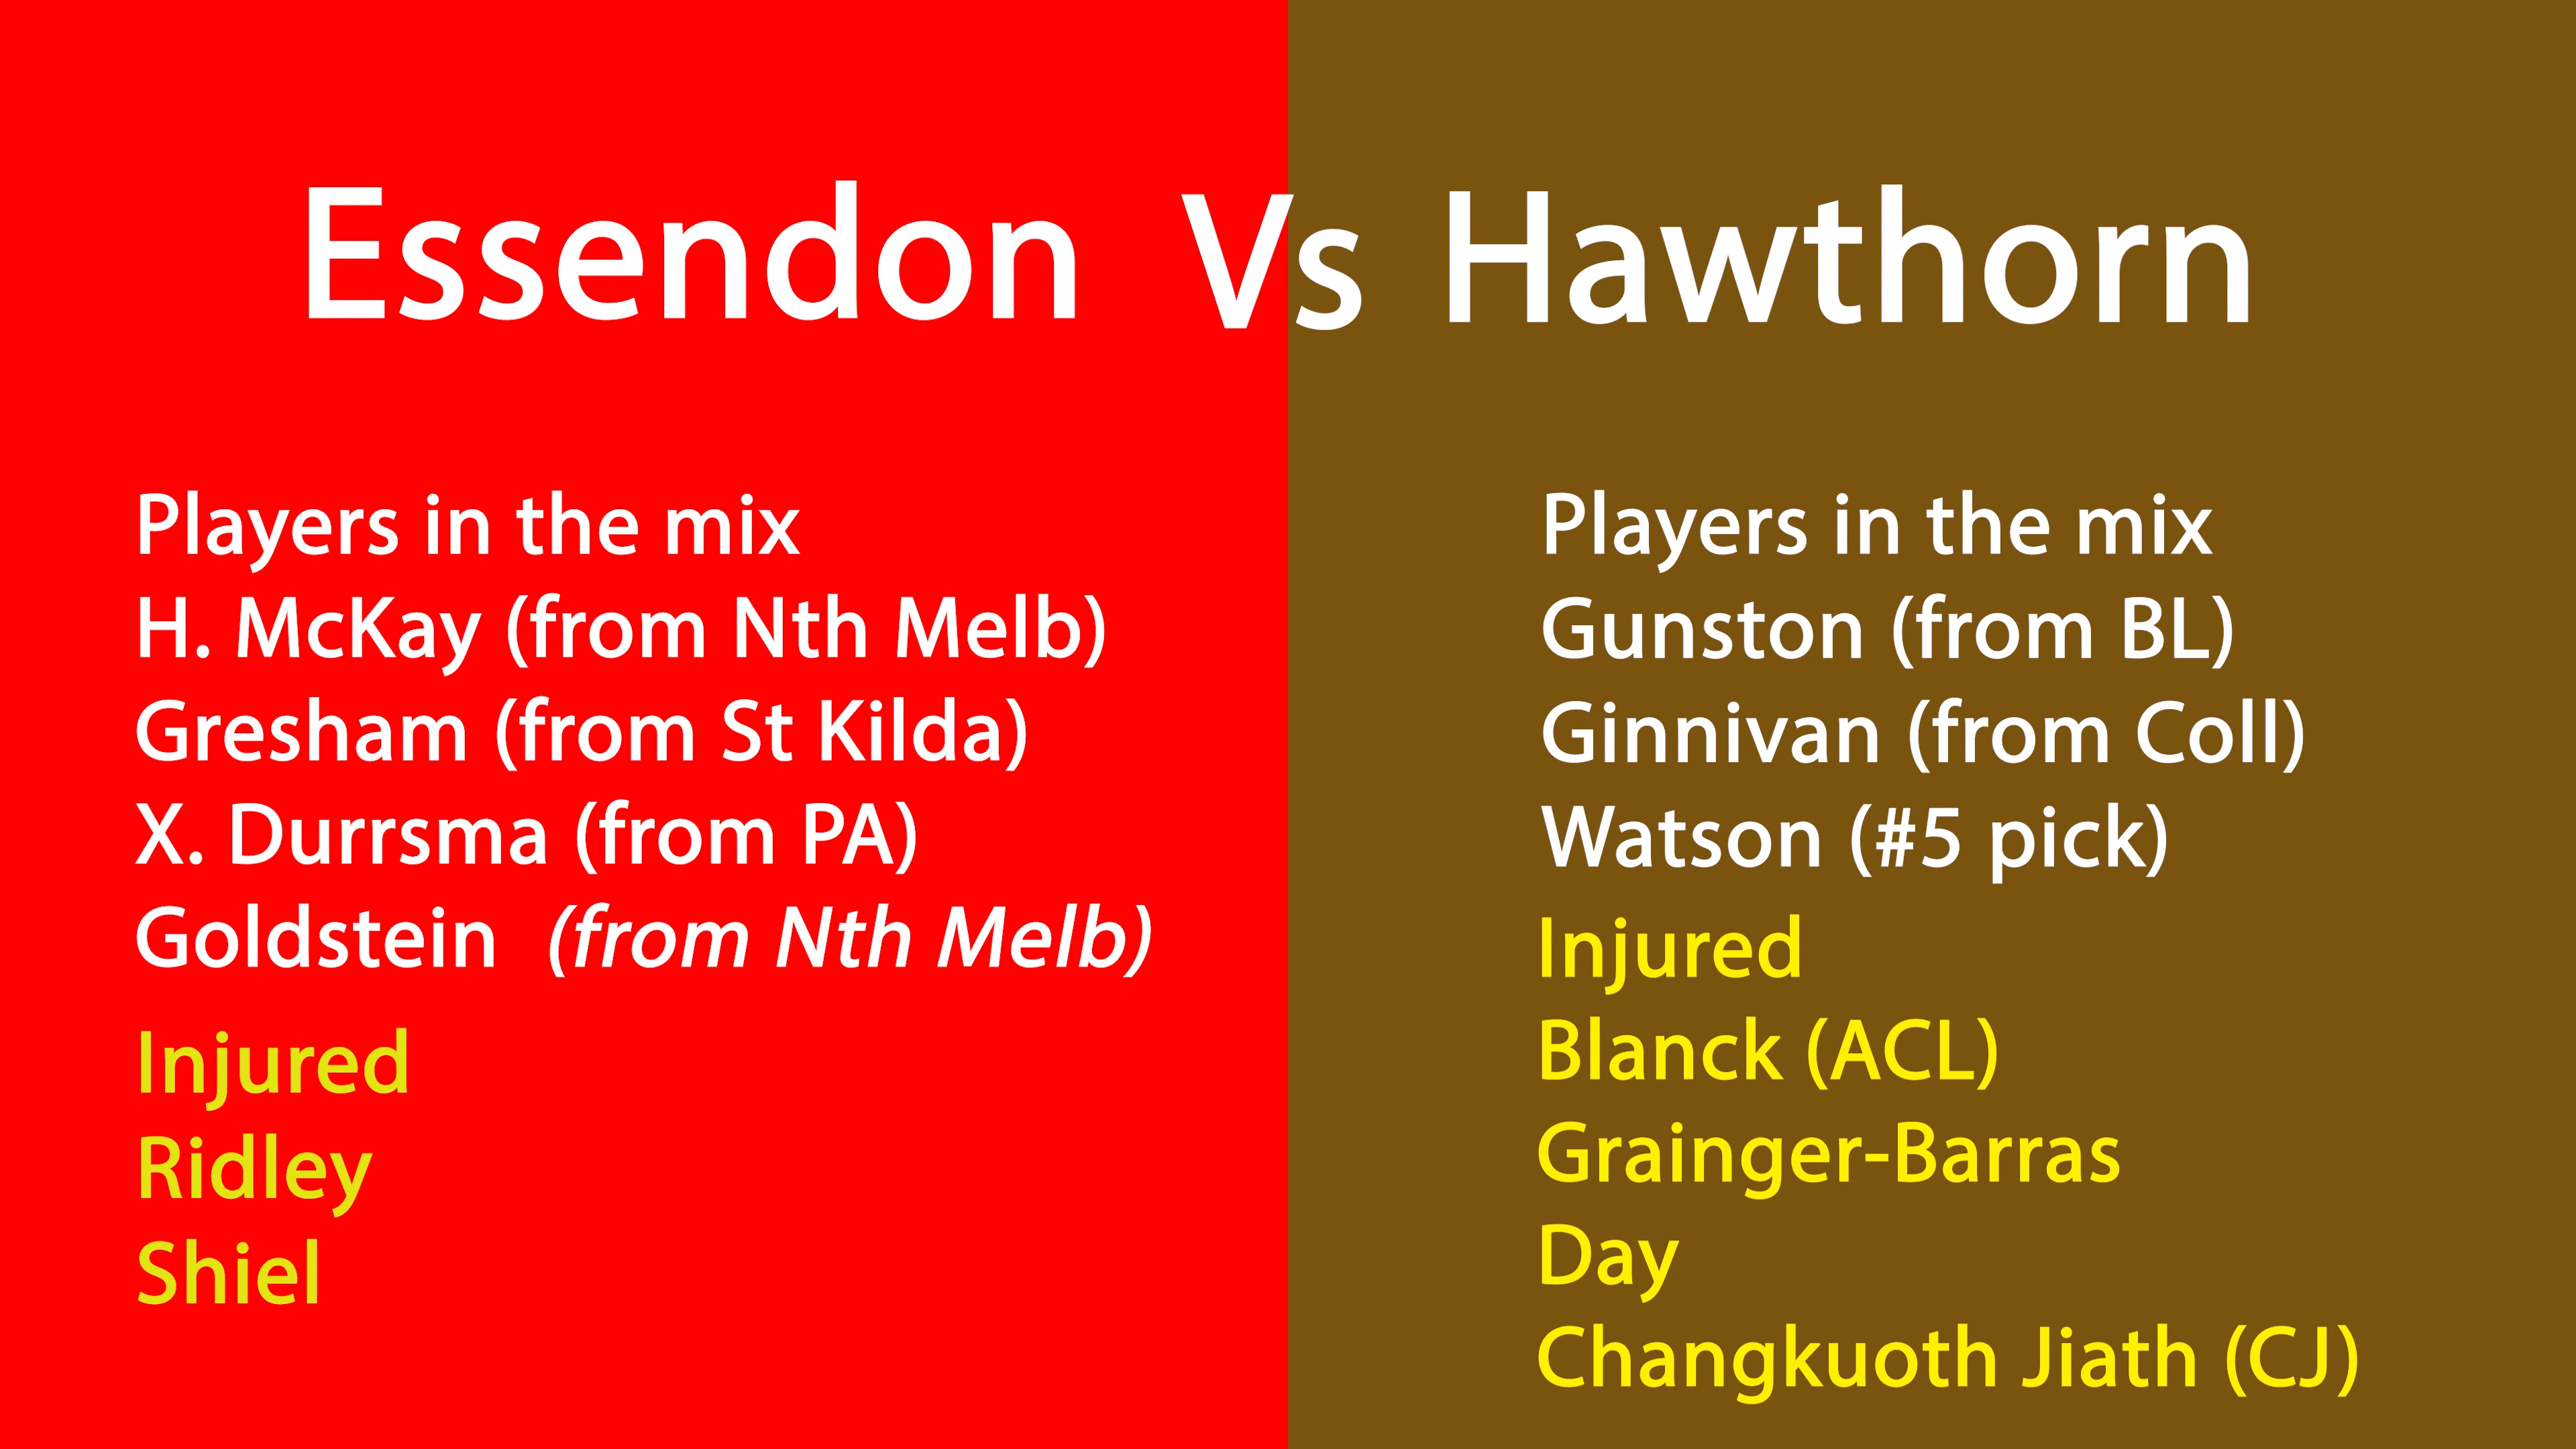 Essendon Vs Hawthorn
Players in the mix
H. McKay (from Nth Melb)
Gresham (from St Kilda)
X. Durrsma (from PA)
Goldstein (from Nth Melb)
Injured
Ridley
Shiel
Players in the mix
Gunston (from BL)
Ginnivan (from Coll)
Watson (#5 pick)
Injured
Blanck (ACL)
Grainger-Barras
Day
Changkuoth Jiath (CJ)